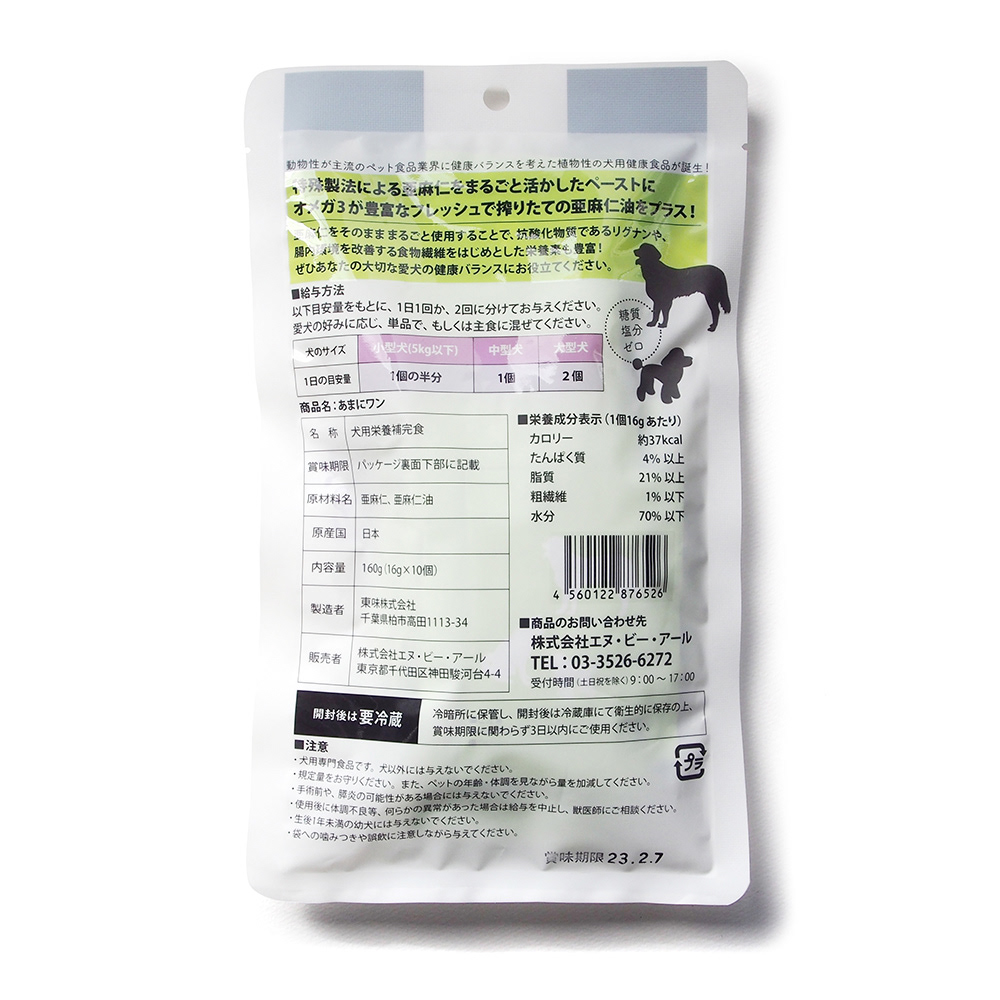 動物性が主流のペット食品業界に健康バランスを考えた植物性の犬用健康食品が誕生！
特殊製法による亜麻仁をまるごと活かしたペーストに
オメガ3が豊富なフレッシュで搾りたての亜麻仁油をプラス！
亜麻仁をそのまままるごと使用することで、抗酸化物質であるリグナンや、
腸内環境を改善する食物繊維をはじめとした栄養素も豊富！
ぜひあなたの大切な愛犬の健康バランスにお役立てください。
■給与方法
以下目安量をもとに、1日1回か、2回に分けてお与えください。
愛犬の好みに応じ、単品で、もしくは主食に混ぜてください。
糖質
塩分
ゼロ
犬のサイズ 小型犬(5kg以下) 中型犬 大型犬
1日の目安量 1個の半分 1個 2個
商品名：あまにワン
名 称 犬用栄養補完食
賞味期限 パッケージ裏面下部に記載
原材料名 亜麻仁、亜麻仁油
原産国 日本
内容量 160g（16g×10個）
製造者 東味株式会社
千葉県柏市高田1113-34
販売者 株式会社エヌ・ビー・アール
東京都千代田区神田駿河台4-4
■栄養成分表示（1個16gあたり）
カロリー 約37kcal
たんぱく質 4% 以上
脂質 21% 以上
粗繊維 1% 以下
水分 70% 以下
4 560122 876526
■商品のお問い合わせ先
株式会社エヌ・ビー・アール
TEL：03-3526-6272
受付時間（土日祝を除く）9：00～17：00
開封後は要冷蔵
冷暗所に保管し、開封後は冷蔵庫にて衛生的に保存の上、
賞味期限に関わらず3日以内にご使用ください。
■注意
・犬用専門食品です。犬以外には与えないでください。
・規定量をお守りください。また、ペットの年齢・体調を見ながら量を加減してください。
・手術前や、膵炎の可能性がある場合には与えないでください。
・使用後に体調不良等、何らかの異常があった場合は給与を中止し、獣医師にご相談ください。
・生後1年未満の幼犬には与えないでください。
・袋への噛みつきや誤飲に注意しながら与えてください。
プラ
賞味期限 23.2.7